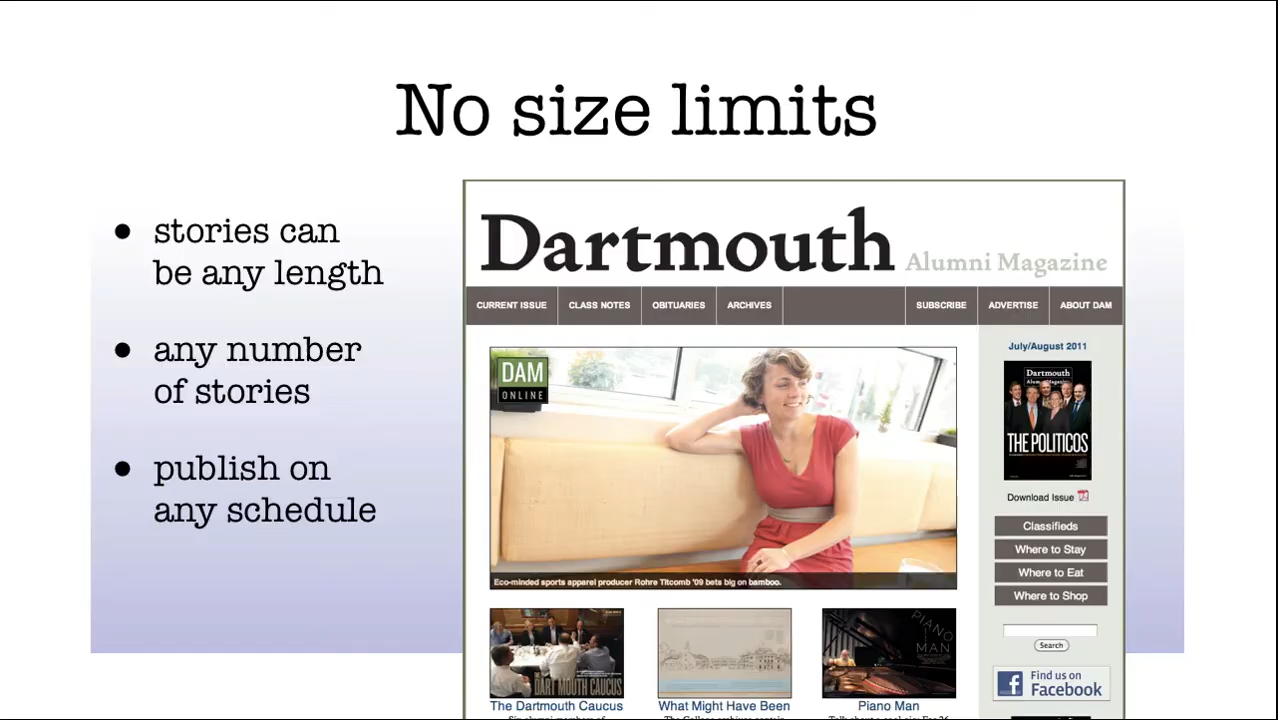 No size limits
• stories can
be any length
• any number
of stories
• publish on
any schedule
Dartmouth Alumni Magazine
CURRENT ISSUE CLASS NOTES OBITUARIES ARCHIVES SUBSCRIBE ADVERTISE ABOUT DAM
DAM
ONLINE
Eco-minded sports apparel producer Rohre Titcomb '09 bets big on bamboo.
July/August 2011
Dartmouth
THE POLITICOS
Download Issue
Classifieds
Where to Stay
Where to Eat
Where to Shop
Search
Find us on
Facebook
DARTMOUTH CAUCUS
PIANO
MAN
The Dartmouth Caucus
What Might Have Been
Piano Man